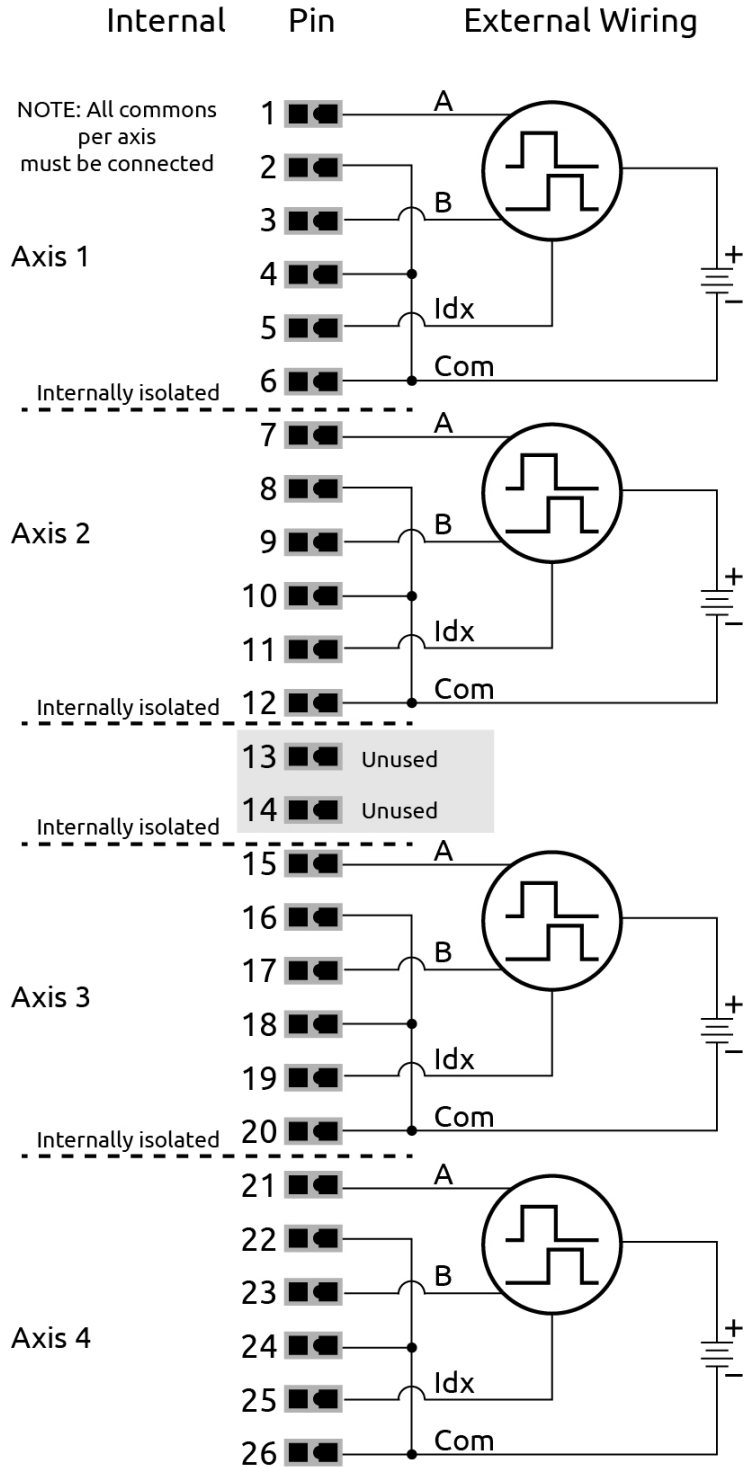 Internal Pin External Wiring
NOTE: All commons
per axis
must be connected
1 A
2
3 B
Axis 1
4
+
−
5 Idx
6 Com
Internally isolated
7 A
8
9 B
Axis 2
10
+
−
11 Idx
12 Com
Internally isolated
13 Unused
14 Unused
Internally isolated
15 A
16
17 B
Axis 3
18
+
−
19 Idx
20 Com
Internally isolated
21 A
22
23 B
Axis 4
24
+
−
25 Idx
26 Com